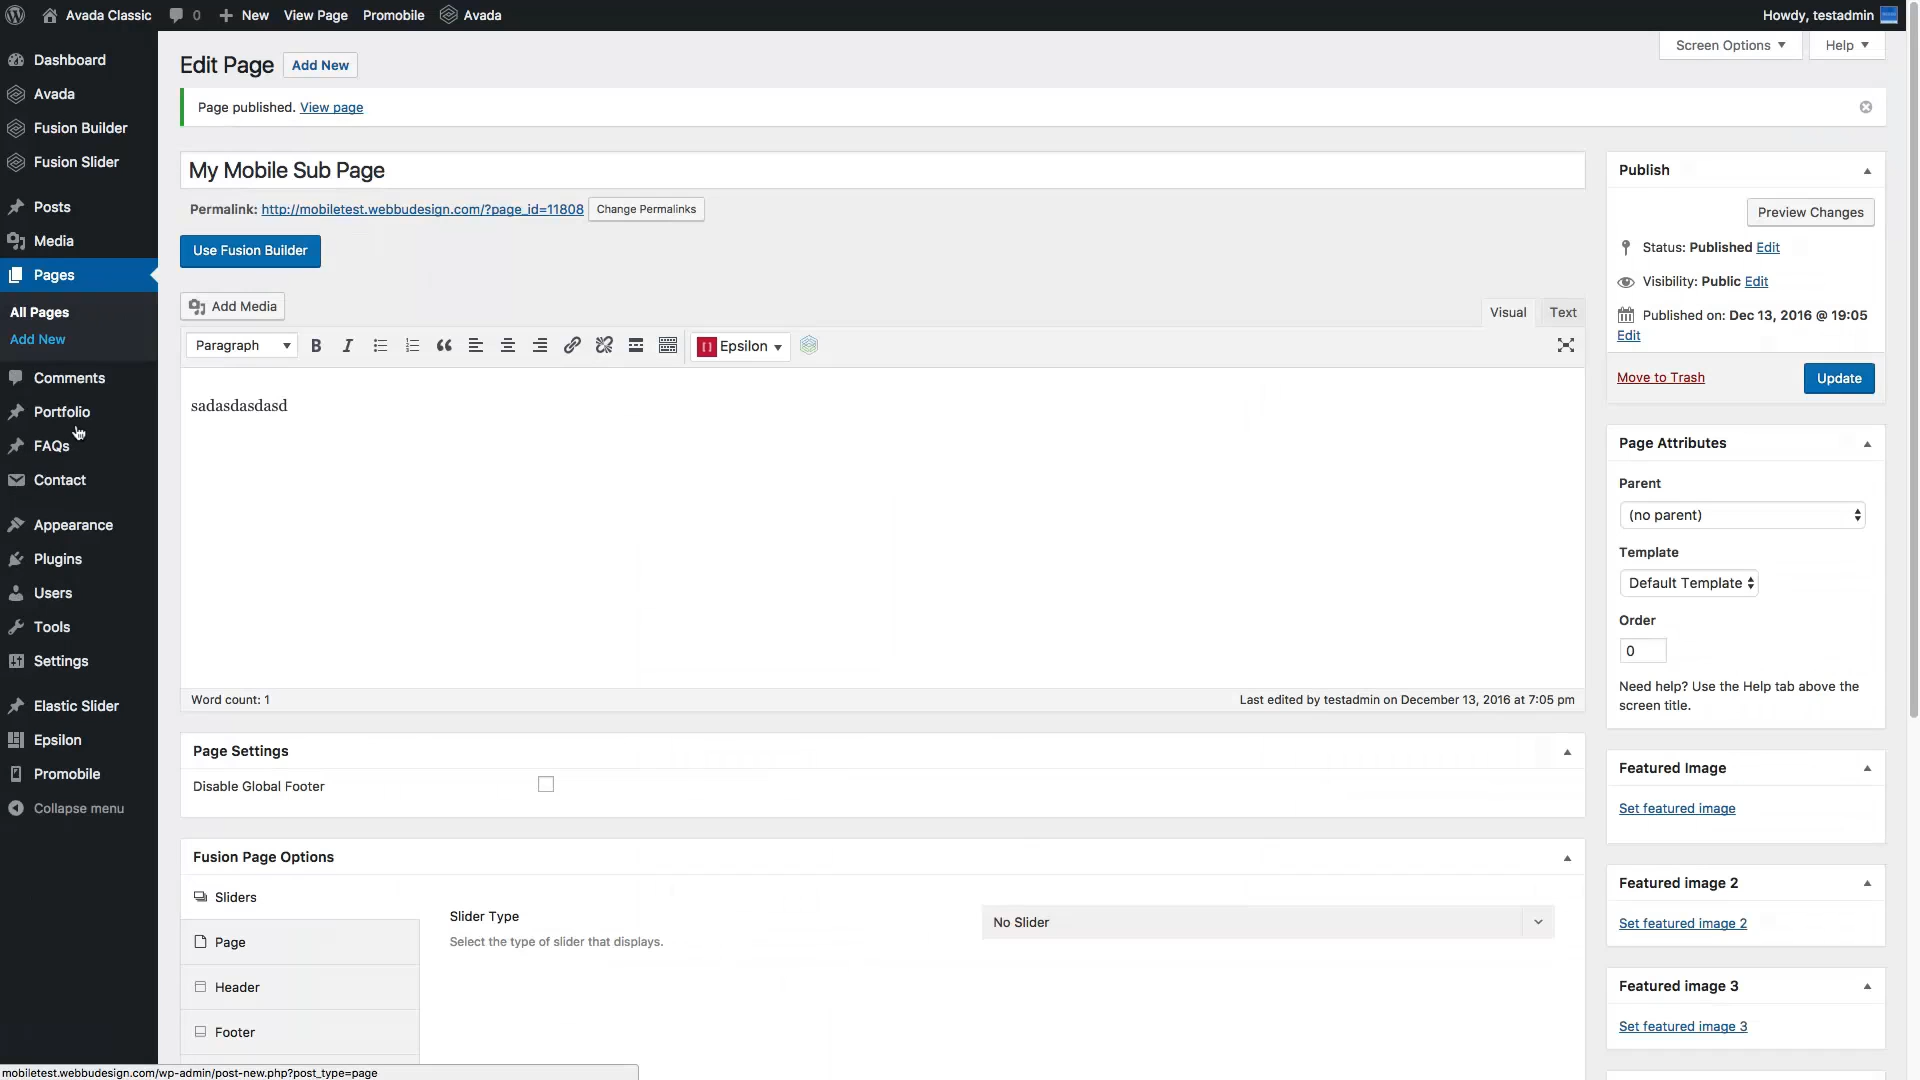 Avada Classic
0
New
View Page
Promobile
Avada
Howdy, testadmin
Dashboard
Avada
Fusion Builder
Fusion Slider
Posts
Media
Pages
All Pages
Add New
Comments
Portfolio
FAQs
Contact
Appearance
Plugins
Users
Tools
Settings
Elastic Slider
Epsilon
Promobile
Collapse menu
Screen Options
Help
Edit Page
Add New
Page published. View page
My Mobile Sub Page
Permalink: http://mobiletest.webbudesign.com/?page_id=11808
Change Permalinks
Use Fusion Builder
Add Media
Visual
Text
Paragraph
B
I
Epsilon
sadasdasdasd
Word count: 1
Last edited by testadmin on December 13, 2016 at 7:05 pm
Page Settings
Disable Global Footer
Fusion Page Options
Sliders
Page
Header
Footer
Slider Type
Select the type of slider that displays.
No Slider
Publish
Preview Changes
Status: Published Edit
Visibility: Public Edit
Published on: Dec 13, 2016 @ 19:05
Edit
Move to Trash
Update
Page Attributes
Parent
(no parent)
Template
Default Template
Order
0
Need help? Use the Help tab above the
screen title.
Featured Image
Set featured image
Featured image 2
Set featured image 2
Featured image 3
Set featured image 3
mobiletest.webbudesign.com/wp-admin/post-new.php?post_type=page